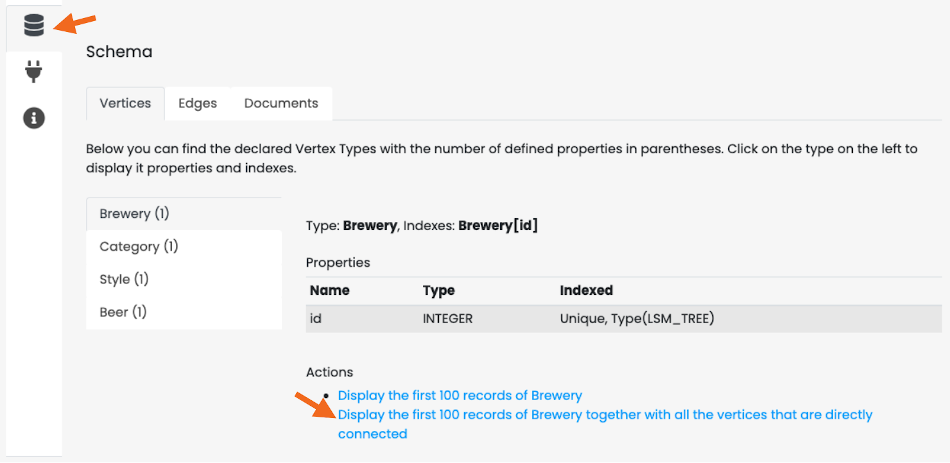 Schema
Vertices Edges Documents
Below you can find the declared Vertex Types with the number of defined properties in parentheses. Click on the type on the left to
display it properties and indexes.
Brewery (1)
Category (1)
Style (1)
Beer (1)
Type: Brewery, Indexes: Brewery[id]
Properties
Name Type Indexed
id INTEGER Unique, Type(LSM_TREE)
Actions
Display the first 100 records of Brewery
Display the first 100 records of Brewery together with all the vertices that are directly
connected